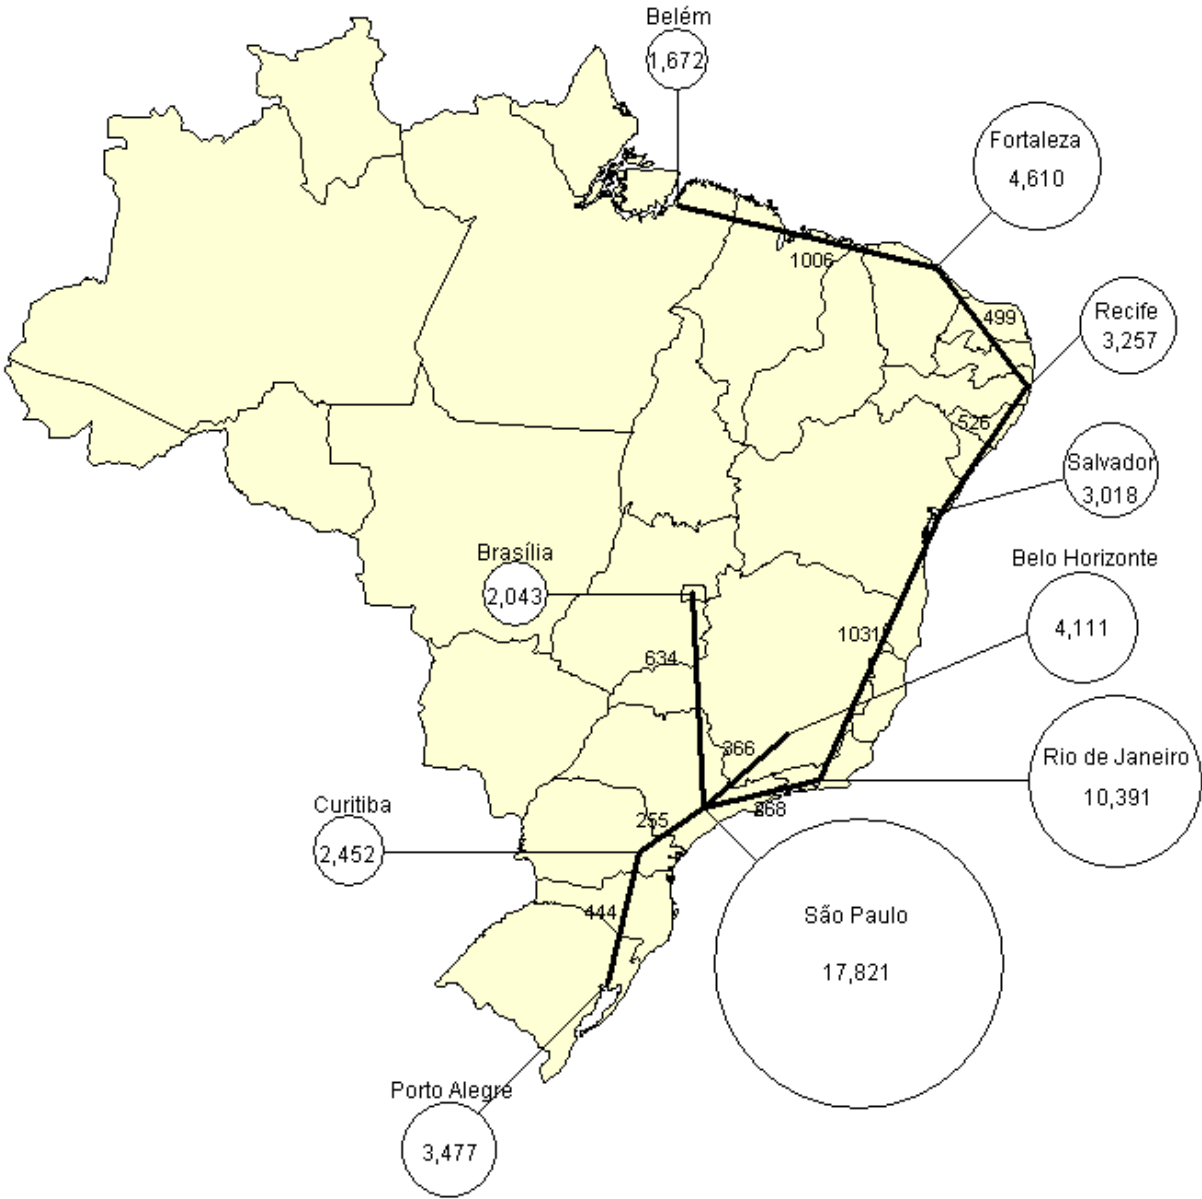 Belém
1,672
Fortaleza
4,610
1006
499
Recife
3,257
526
Salvador
3,018
Brasília
2,043
Belo Horizonte
4,111
1031
634
366
Rio de Janeiro
10,391
268
Curitiba
2,452
255
São Paulo
17,821
444
Porto Alegre
3,477